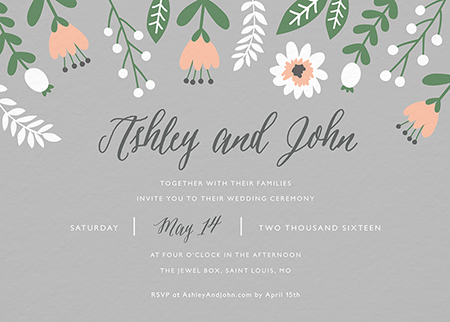 Ashley and John
TOGETHER WITH THEIR FAMILIES
INVITE YOU TO THEIR WEDDING CEREMONY
SATURDAY | May 14 | TWO THOUSAND SIXTEEN
AT FOUR O'CLOCK IN THE AFTERNOON
THE JEWEL BOX, SAINT LOUIS, MO
RSVP at AshleyAndJohn.com by April 15th